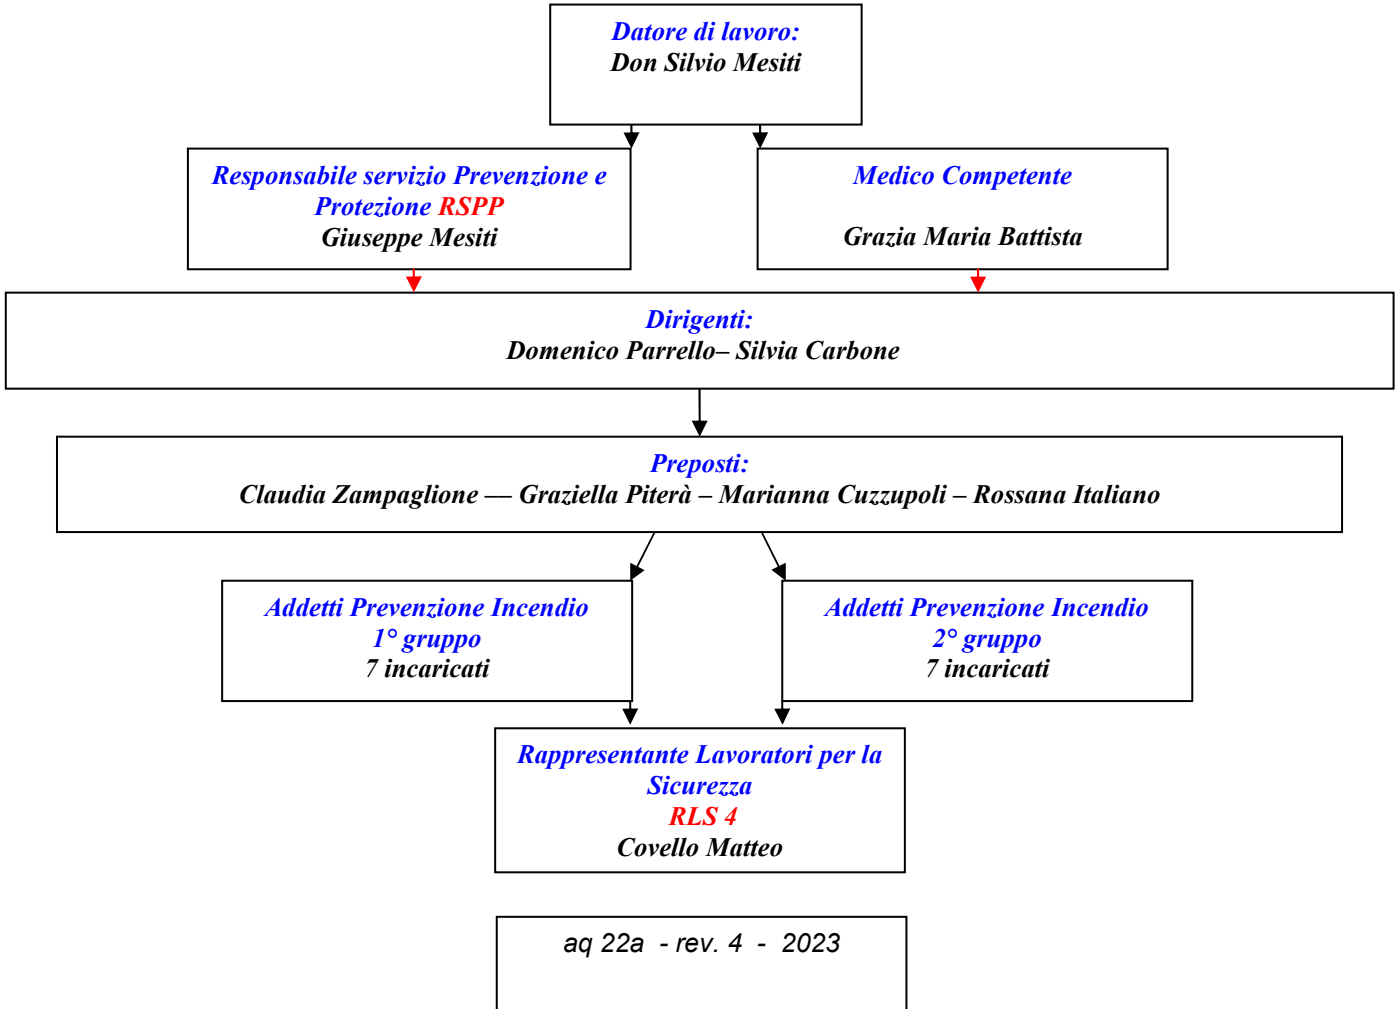 Datore di lavoro:
Don Silvio Mesiti
Responsabile servizio Prevenzione e
Protezione RSPP
Giuseppe Mesiti
Medico Competente
Grazia Maria Battista
Dirigenti:
Domenico Parrello– Silvia Carbone
Preposti:
Claudia Zampaglione –– Graziella Piterà – Marianna Cuzzupoli – Rossana Italiano
Addetti Prevenzione Incendio
1° gruppo
7 incaricati
Addetti Prevenzione Incendio
2° gruppo
7 incaricati
Rappresentante Lavoratori per la
Sicurezza
RLS 4
Covello Matteo
aq 22a - rev. 4 - 2023